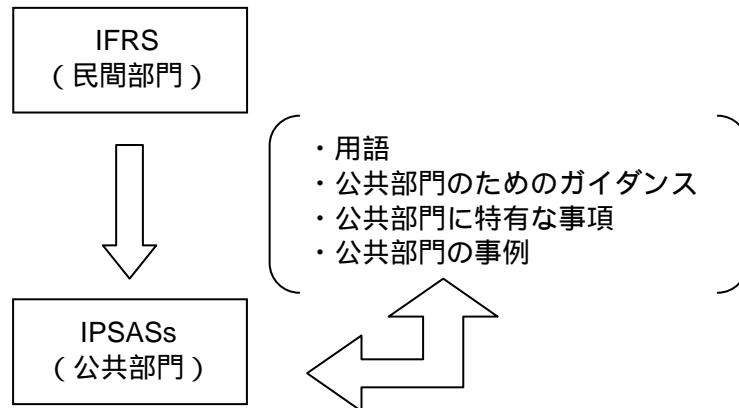 IFRS
（民間部門）
・用語
・公共部門のためのガイダンス
・公共部門に特有な事項
・公共部門の事例
IPSASs
（公共部門）